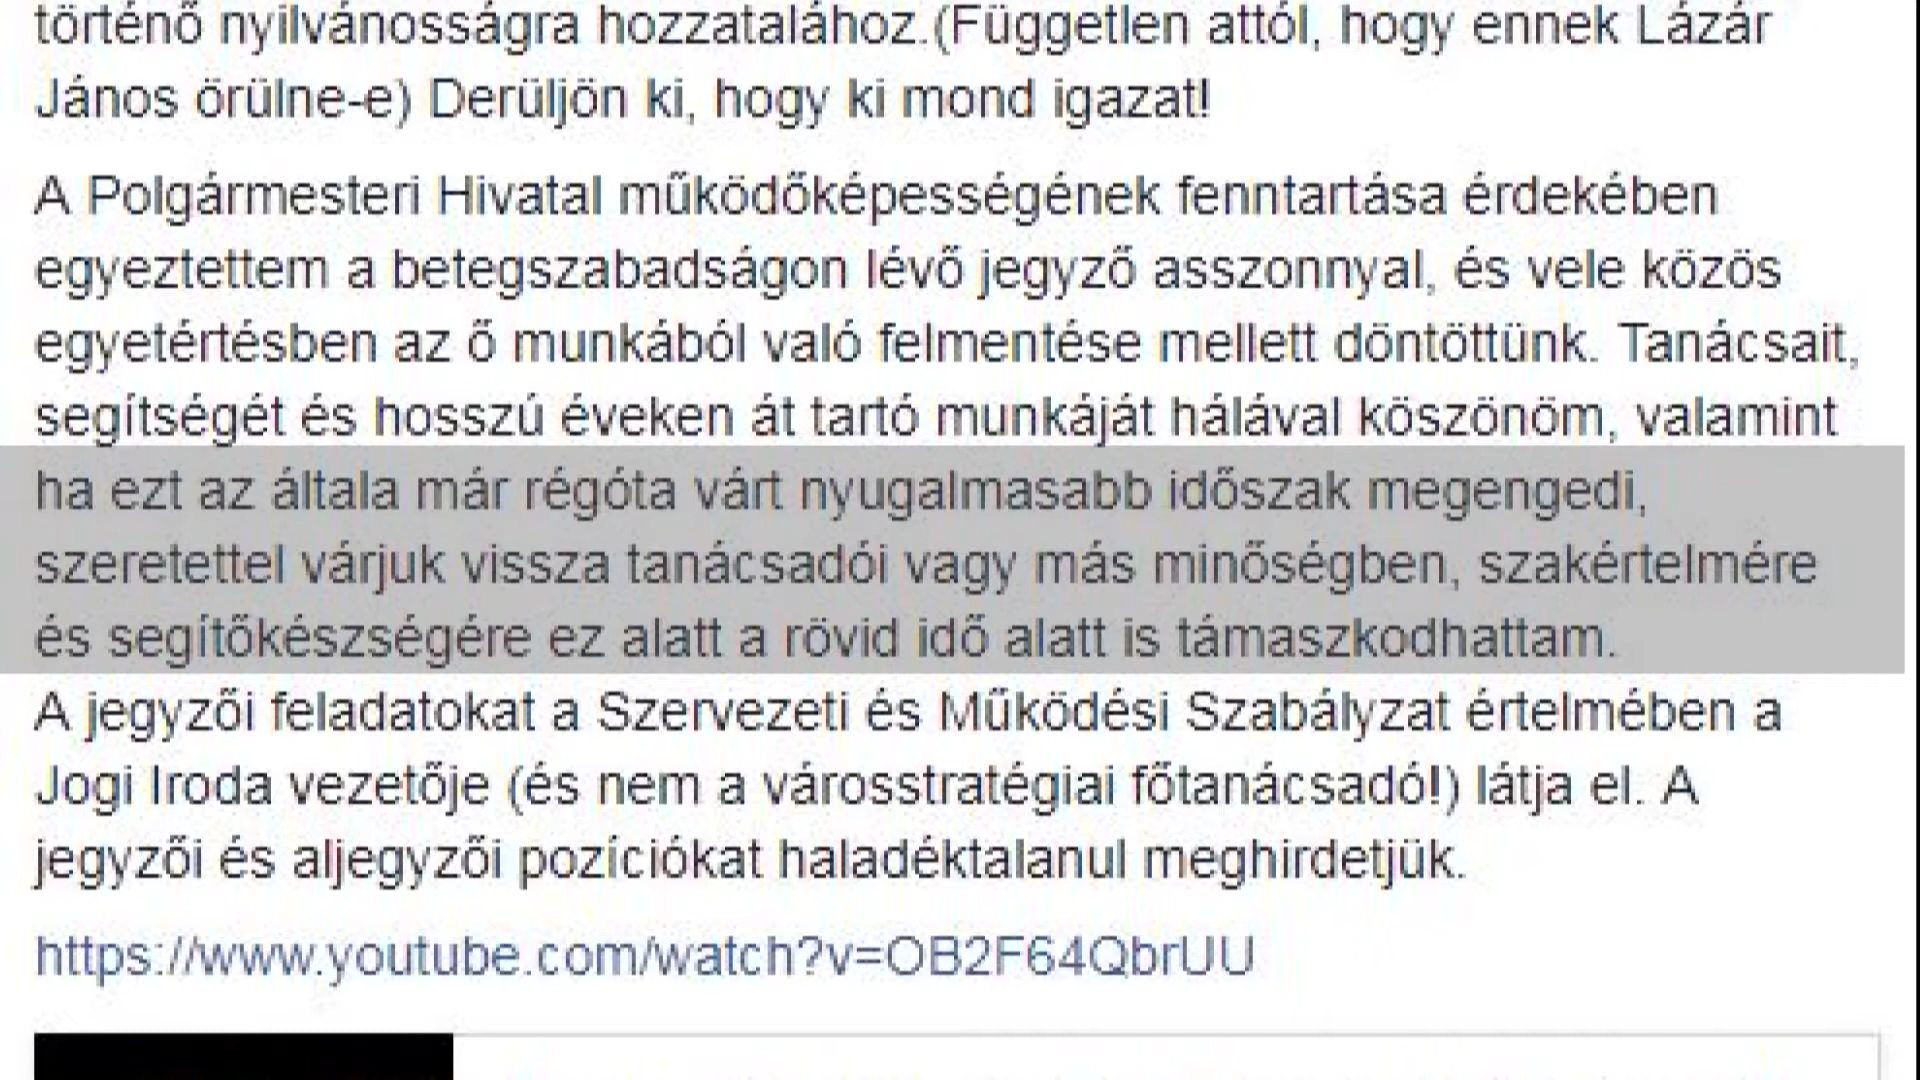 történő nyilvánosságra hozzatalához.(Független attól, hogy ennek Lázár
János örülne-e) Derüljön ki, hogy ki mond igazat!
A Polgármesteri Hivatal működőképességének fenntartása érdekében
egyeztettem a betegszabadságon lévő jegyző asszonnyal, és vele közös
egyetértésben az ő munkából való felmentése mellett döntöttünk. Tanácsait,
segítségét és hosszú éveken át tartó munkáját hálával köszönöm, valamint
ha ezt az általa már régóta várt nyugalmasabb időszak megengedi,
szeretettel várjuk vissza tanácsadói vagy más minőségben, szakértelmére
és segítőkészségére ez alatt a rövid idő alatt is támaszkodhattam.
A jegyzői feladatokat a Szervezeti és Működési Szabályzat értelmében a
Jogi Iroda vezetője (és nem a városstratégiai főtanácsadó!) látja el. A
jegyzői és aljegyzői pozíciókat haladéktalanul meghirdetjük.
https://www.youtube.com/watch?v=OB2F64QbrUU